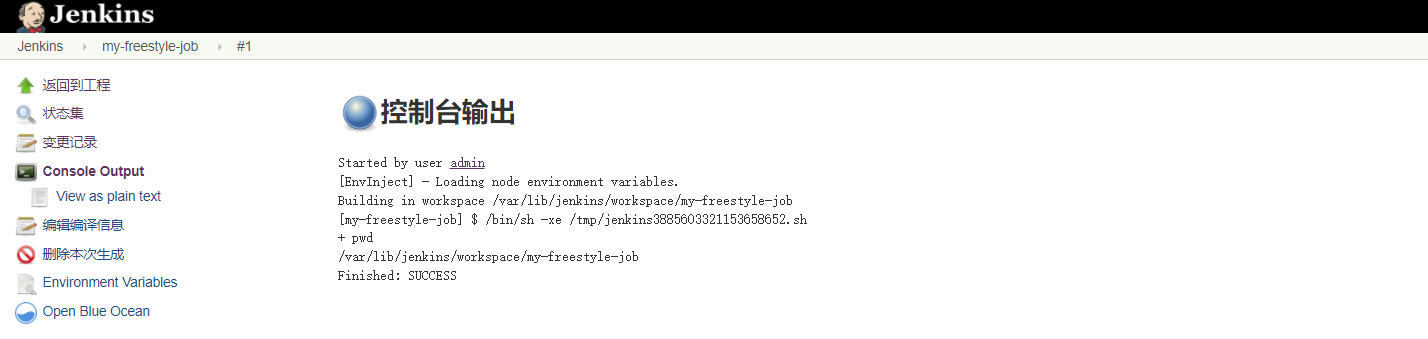 Jenkins
Jenkins my-freestyle-job #1
返回到工程
状态集
变更记录
Console Output
View as plain text
编辑编译信息
删除本次生成
Environment Variables
Open Blue Ocean
控制台输出
Started by user admin
[EnvInject] - Loading node environment variables.
Building in workspace /var/lib/jenkins/workspace/my-freestyle-job
[my-freestyle-job] $ /bin/sh -xe /tmp/jenkins3885603321153658652.sh
+ pwd
/var/lib/jenkins/workspace/my-freestyle-job
Finished: SUCCESS